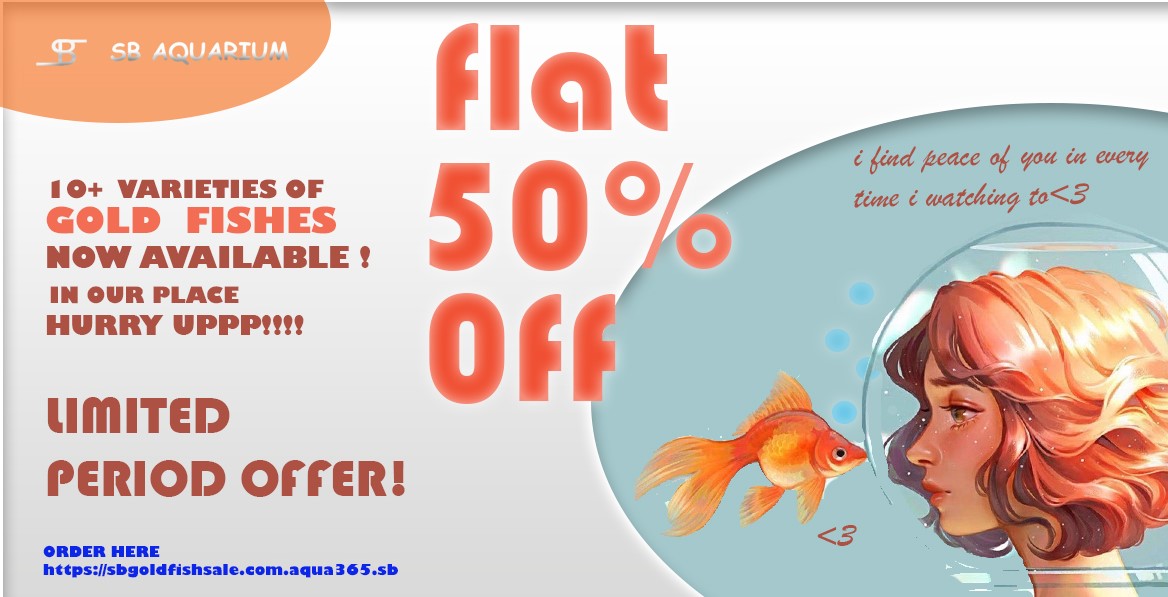 SB SB AQUARIUM
flat
50%
Off
10+ VARIETIES OF
GOLD FISHES
NOW AVAILABLE !
IN OUR PLACE
HURRY UPPP!!!!
LIMITED
PERIOD OFFER!
ORDER HERE
https://sbgoldfishsale.com.aqua365.sb
i find peace of you in every
time i watching to<3
<3